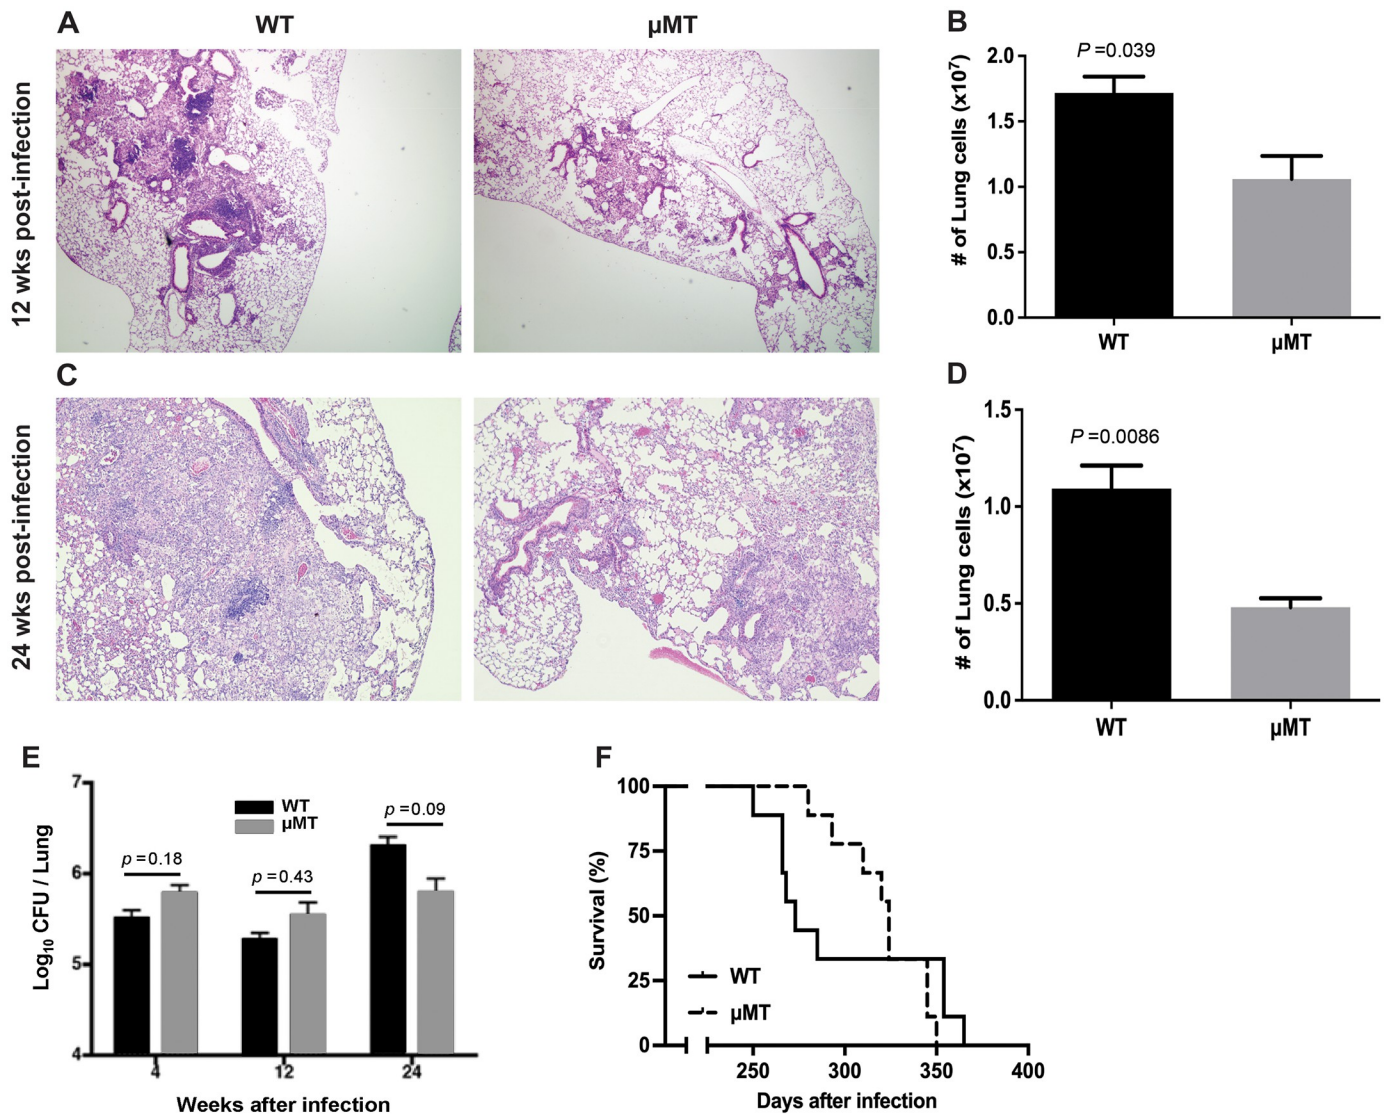 A
WT
µMT
12 wks post-infection
B
P =0.039
# of Lung cells (x10⁷)
2.0
1.5
1.0
0.5
0.0
WT
µMT
C
24 wks post-infection
D
P =0.0086
# of Lung cells (x10⁷)
1.5
1.0
0.5
0.0
WT
µMT
E
Log₁₀ CFU / Lung
7
6
5
4
WT
µMT
p =0.18
p =0.43
p =0.09
4
12
24
Weeks after infection
F
Survival (%)
100
75
50
25
0
WT
µMT
250
300
350
400
Days after infection